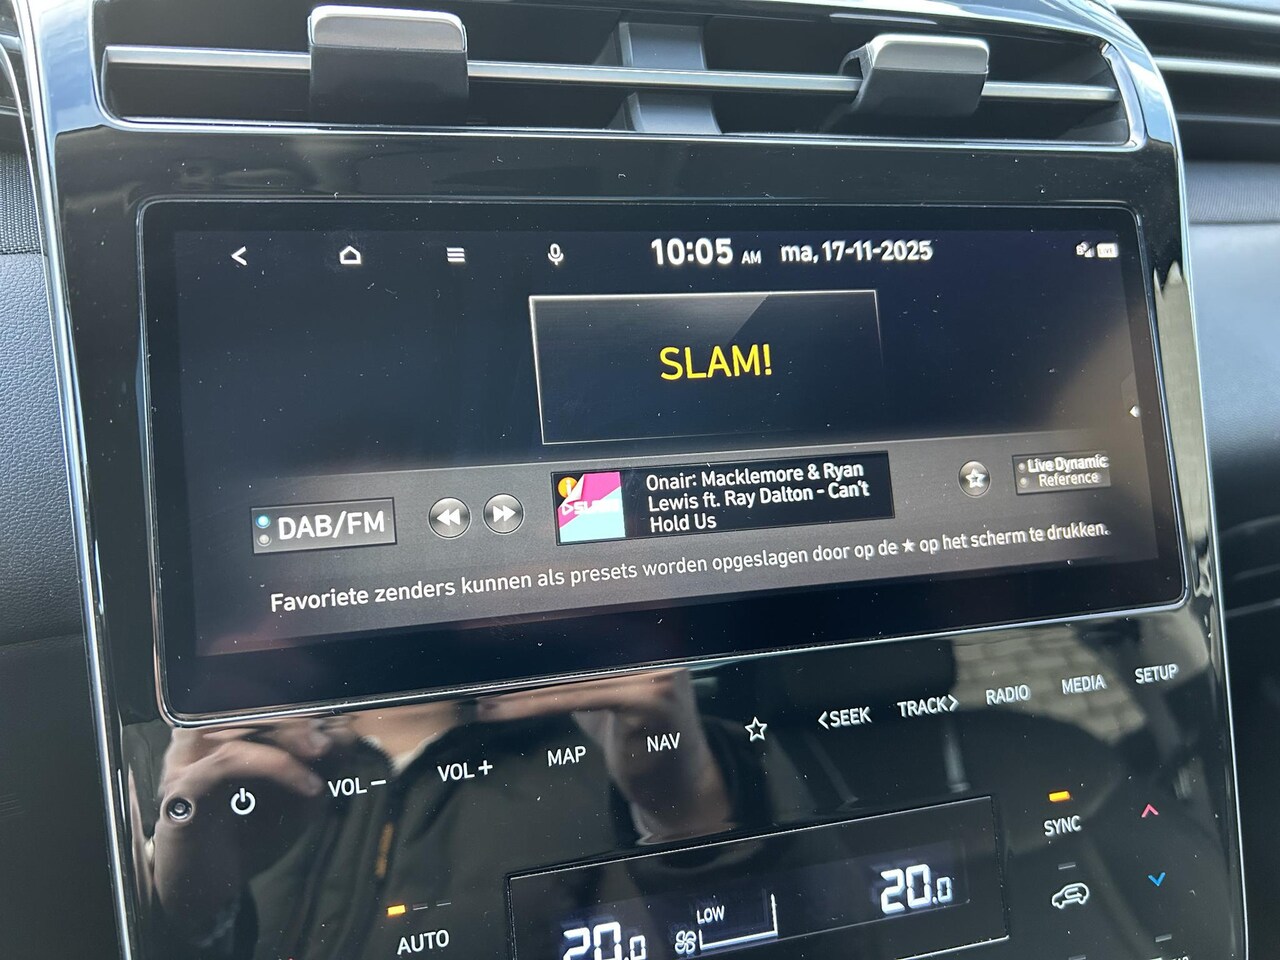 10:05 AM ma, 17-11-2025
LIVE
SLAM!
DAB/FM
SLAM!
Onair: Macklemore & Ryan
Lewis ft. Ray Dalton - Can't
Hold Us
Live Dynamic
Reference
Favoriete zenders kunnen als presets worden opgeslagen door op de ★ op het scherm te drukken.
VOL − VOL + MAP NAV <SEEK TRACK> RADIO MEDIA SETUP
SYNC
20.0
LOW
20.0
AUTO